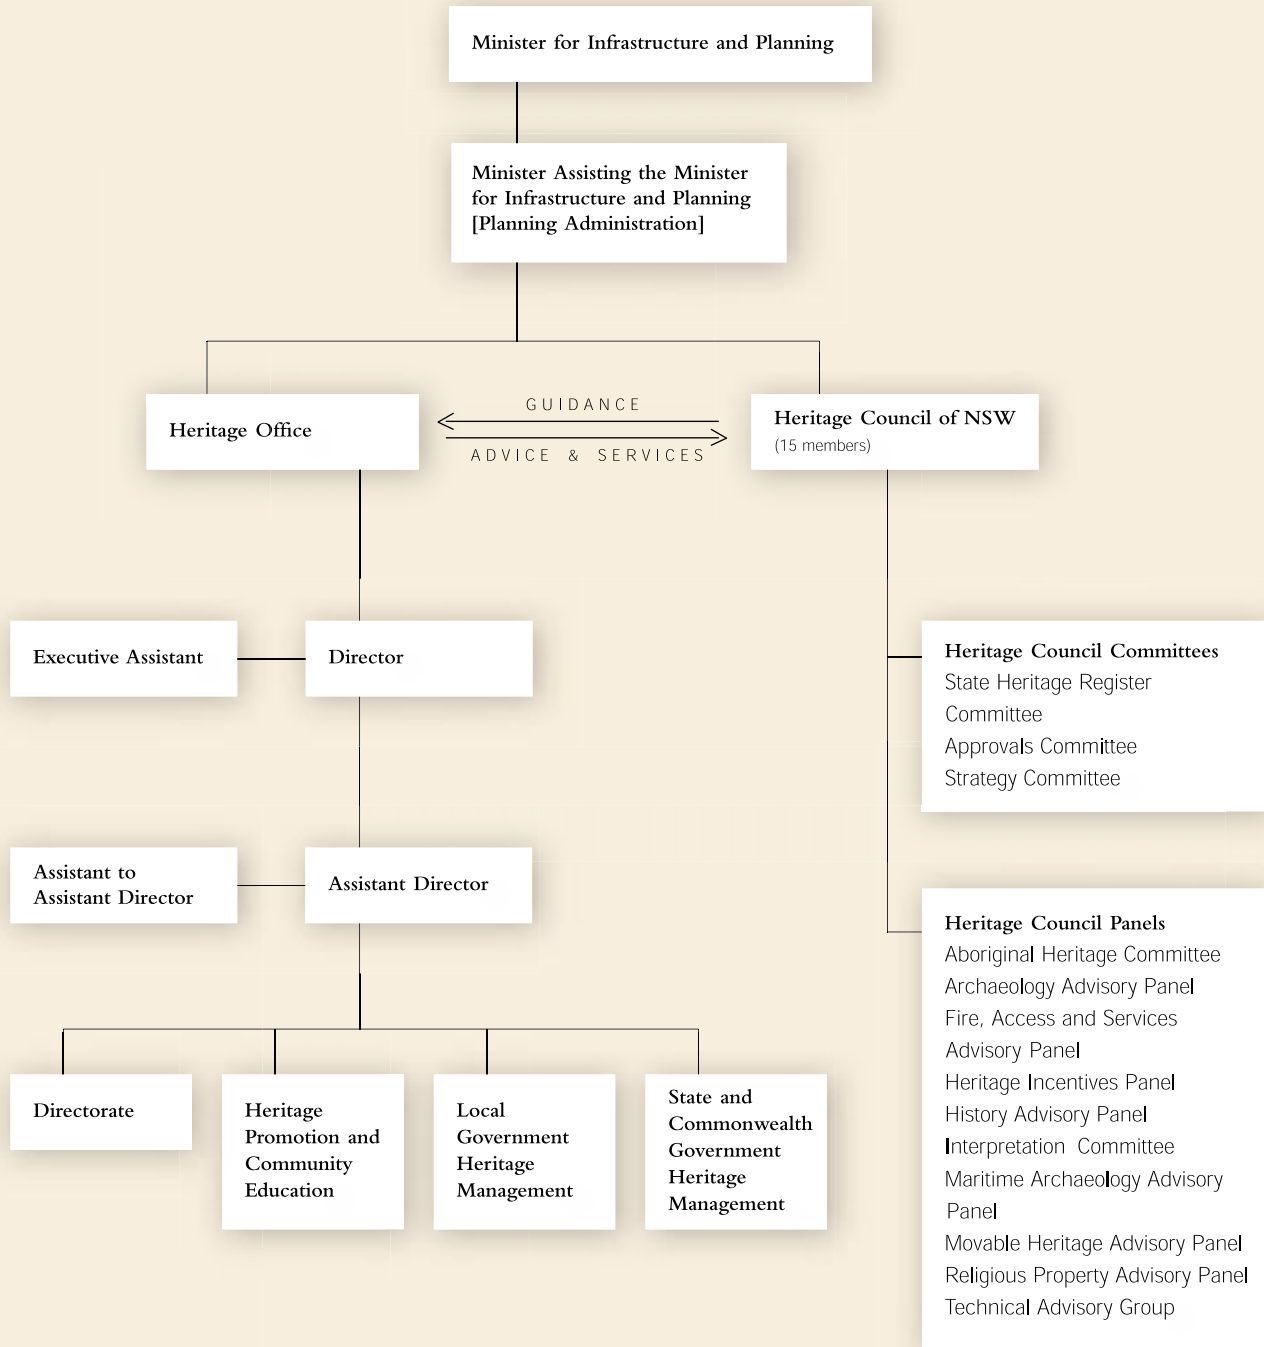 Minister for Infrastructure and Planning
Minister Assisting the Minister
for Infrastructure and Planning
[Planning Administration]
Heritage Office
GUIDANCE
ADVICE & SERVICES
Heritage Council of NSW
(15 members)
Executive Assistant
Director
Heritage Council Committees
State Heritage Register
Committee
Approvals Committee
Strategy Committee
Assistant to
Assistant Director
Assistant Director
Heritage Council Panels
Aboriginal Heritage Committee
Archaeology Advisory Panel
Fire, Access and Services
Advisory Panel
Heritage Incentives Panel
History Advisory Panel
Interpretation Committee
Maritime Archaeology Advisory
Panel
Movable Heritage Advisory Panel
Religious Property Advisory Panel
Technical Advisory Group
Directorate
Heritage
Promotion and
Community
Education
Local
Government
Heritage
Management
State and
Commonwealth
Government
Heritage
Management